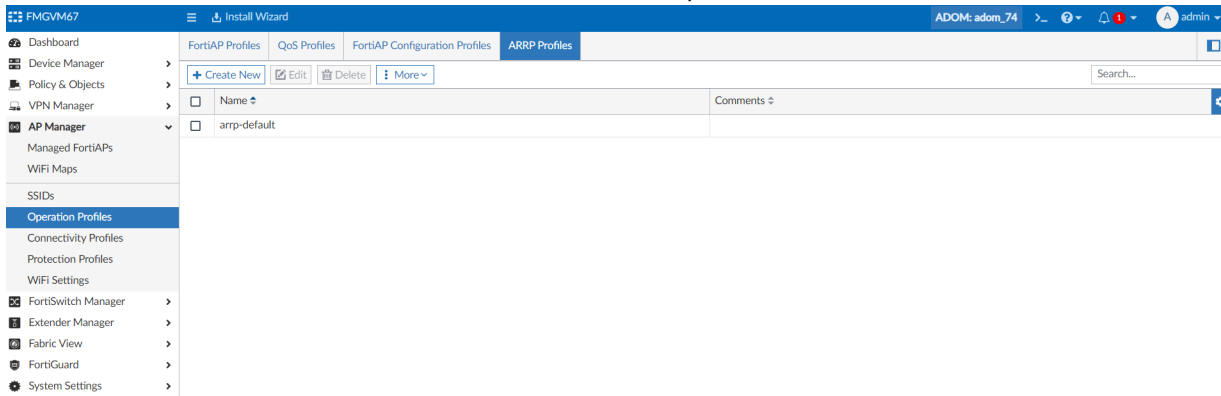 FMGVM67
Install Wizard
ADOM: adom_74
>_
?
1
A admin
Dashboard
Device Manager
Policy & Objects
VPN Manager
AP Manager
Managed FortiAPs
WiFi Maps
SSIDs
Operation Profiles
Connectivity Profiles
Protection Profiles
WiFi Settings
FortiSwitch Manager
Extender Manager
Fabric View
FortiGuard
System Settings
FortiAP Profiles QoS Profiles FortiAP Configuration Profiles ARRP Profiles
+ Create New Edit Delete More Search...
Name Comments
arrp-default